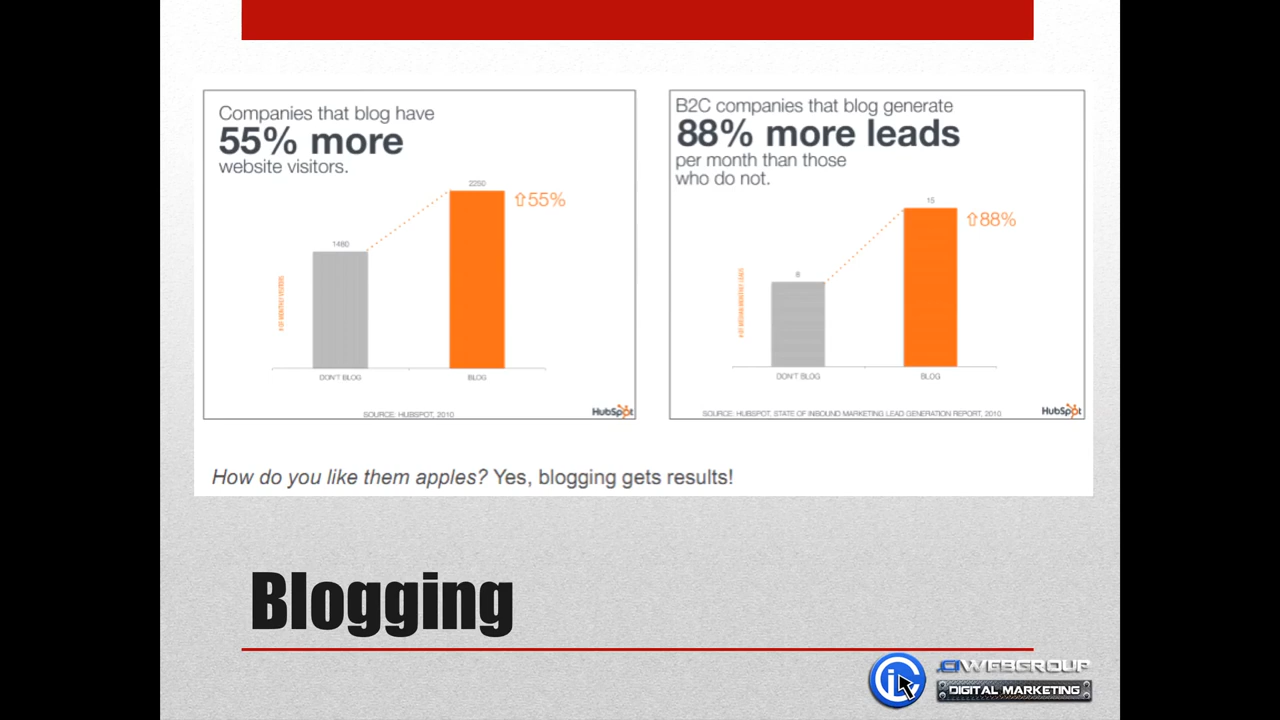 Companies that blog have
55% more
website visitors.
2250
⇧55%
1460
DON'T BLOG
BLOG
SOURCE: HUBSPOT, 2010
HubSpot
B2C companies that blog generate
88% more leads
per month than those
who do not.
15
⇧88%
8
DON'T BLOG
BLOG
SOURCE: HUBSPOT, STATE OF INBOUND MARKETING LEAD GENERATION REPORT, 2010
HubSpot
How do you like them apples? Yes, blogging gets results!
Blogging
CIWEBGROUP
DIGITAL MARKETING